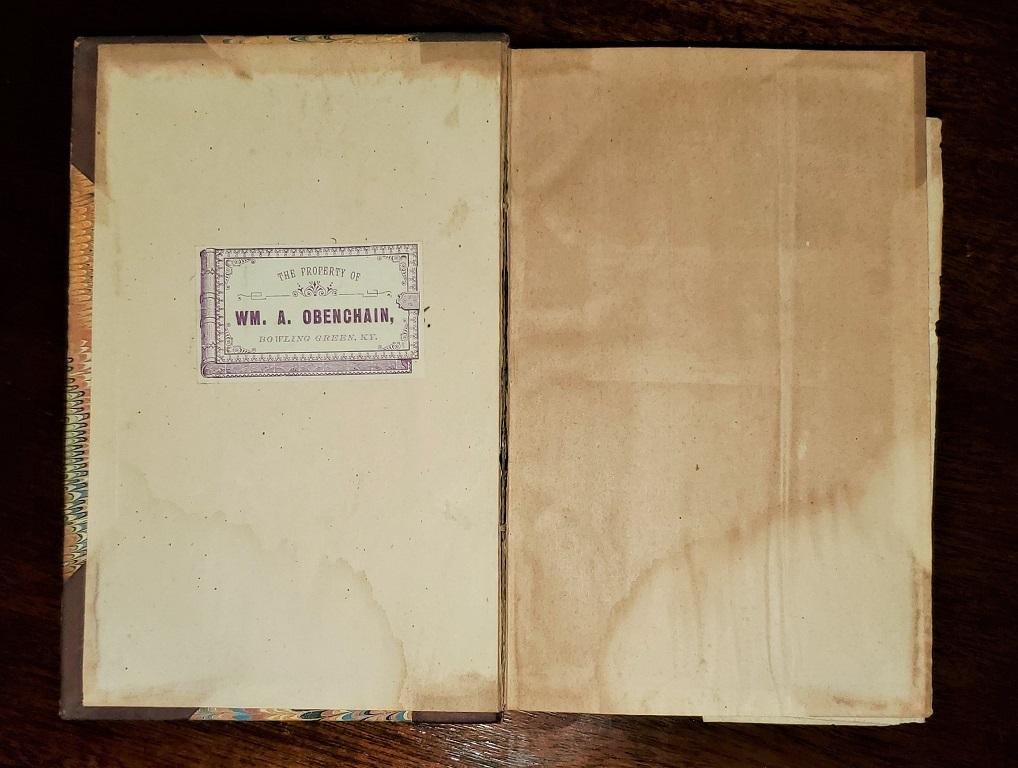 THE PROPERTY OF
WM. A. OBENCHAIN,
BOWLING GREEN, KY.